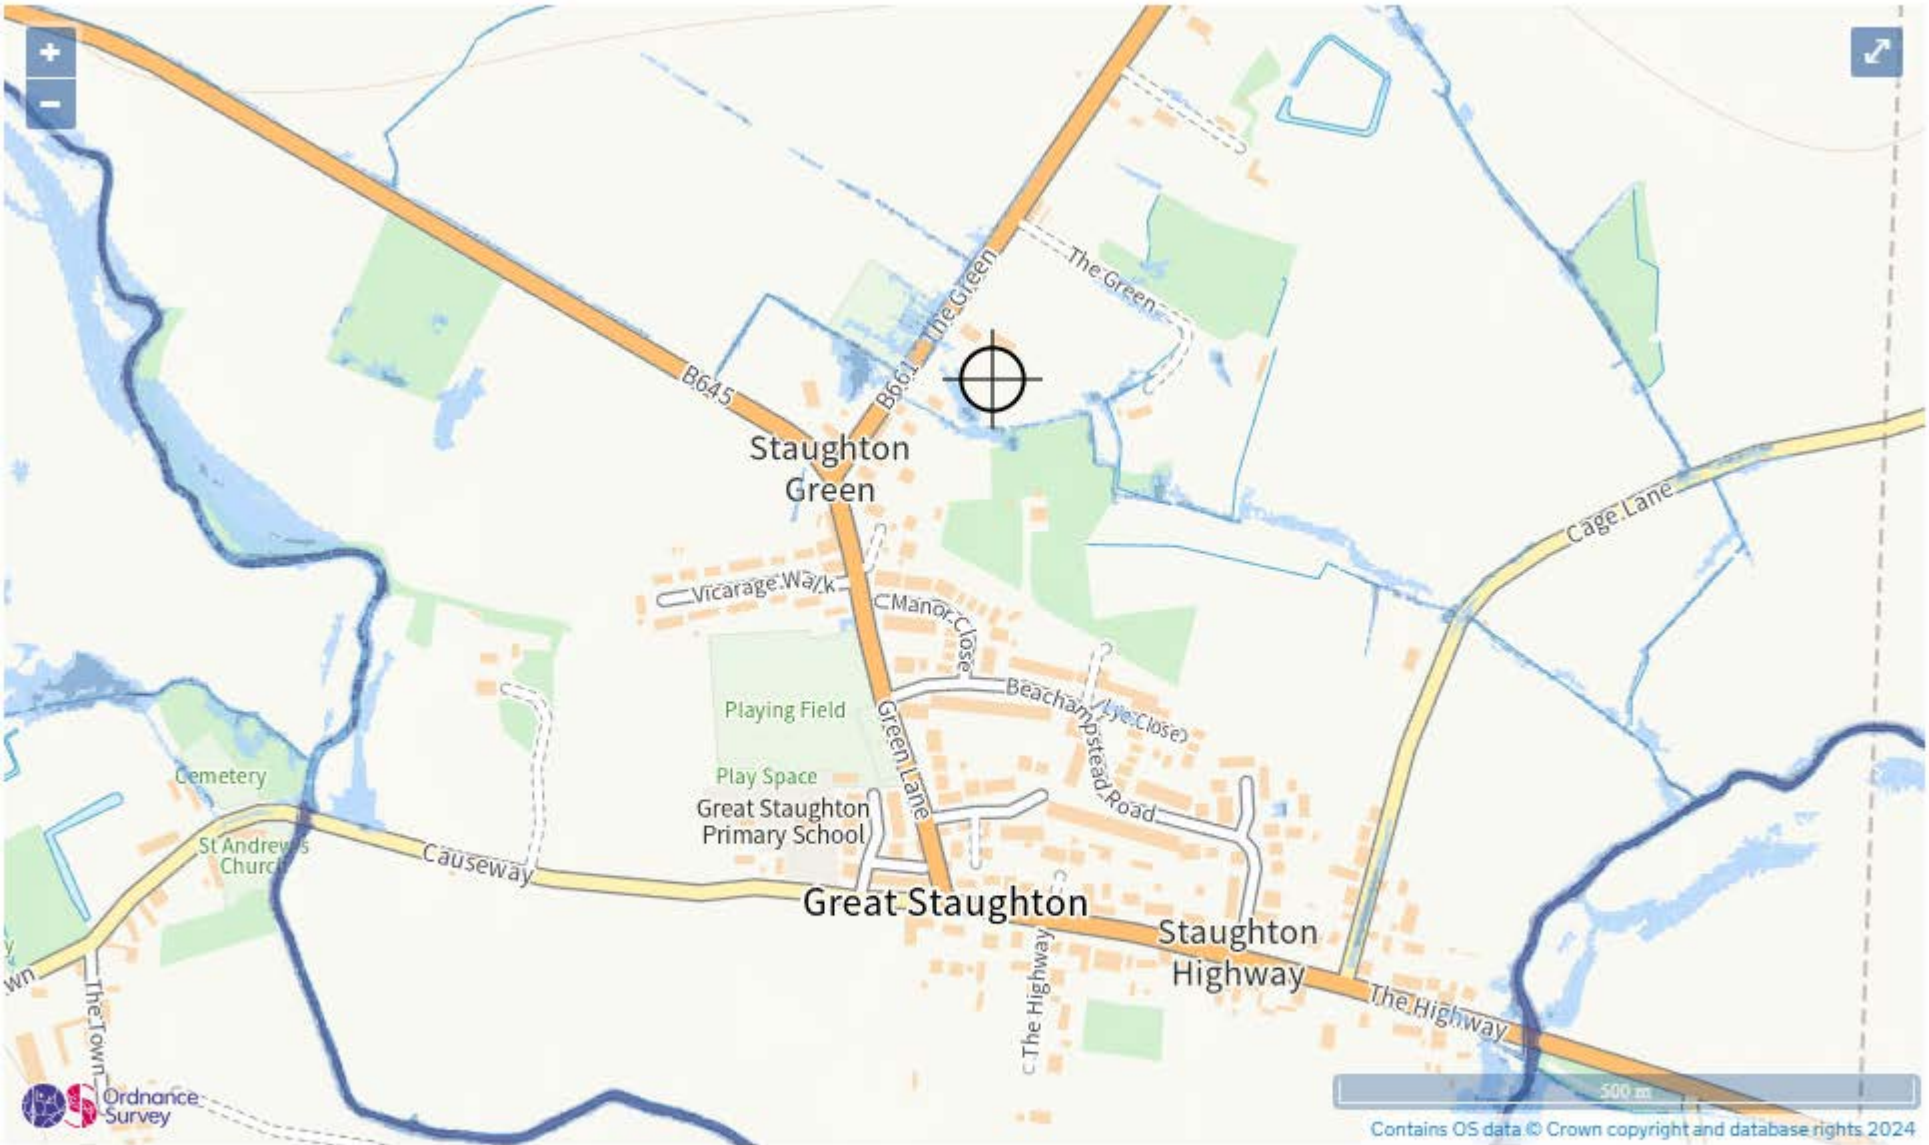 +
−
The Green
The Green
B661
B645
Staughton
Green
Cage Lane
Vicarage Walk
Manor Close
Playing Field
Beachampstead Road
Lye Close
Green Lane
Play Space
Great Staughton
Primary School
Cemetery
St Andrew's
Church
Causeway
Great Staughton
Staughton
Highway
The Highway
The Highway
The Town
Ordnance
Survey
500 m
Contains OS data © Crown copyright and database rights 2024